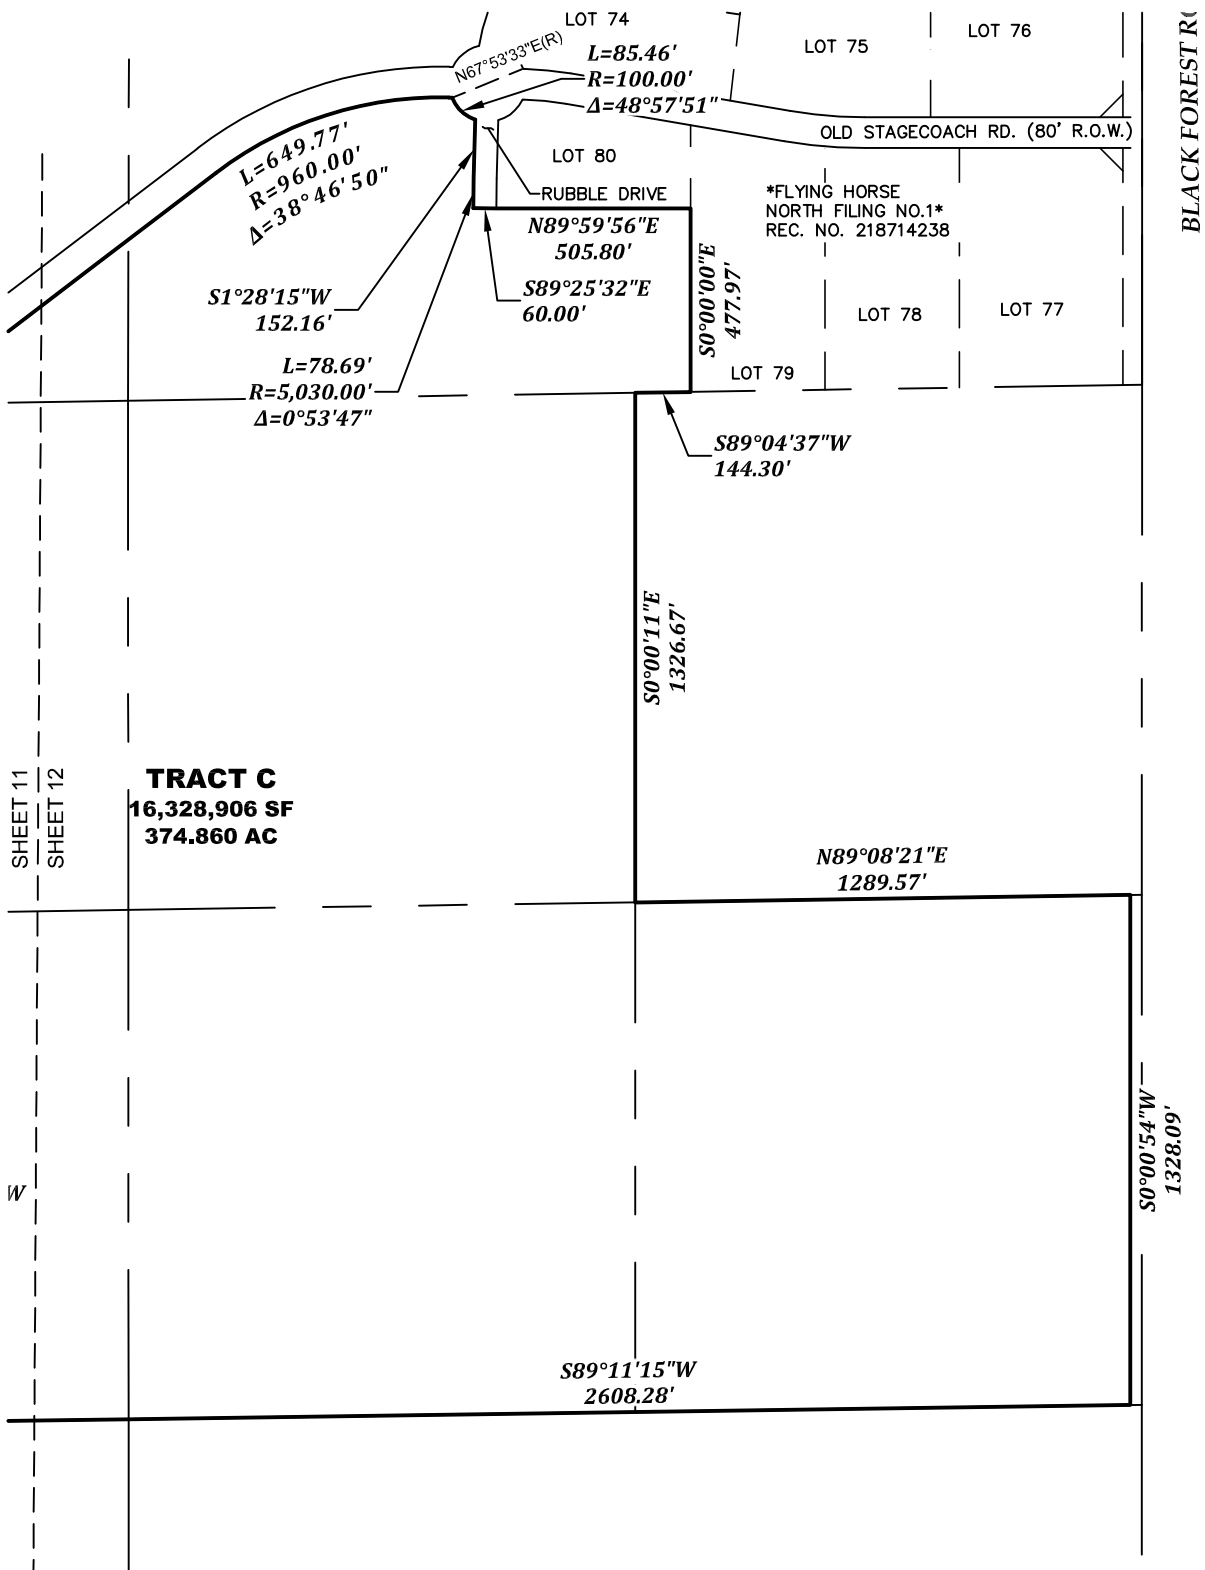 LOT 74
LOT 75
LOT 76
BLACK FOREST R
N67°53'33"E(R)
L=85.46'
R=100.00'
Δ=48°57'51"
OLD STAGECOACH RD. (80' R.O.W.)
L=649.77'
R=960.00'
Δ=38°46'50"
LOT 80
RUBBLE DRIVE
*FLYING HORSE
NORTH FILING NO.1*
REC. NO. 218714238
N89°59'56"E
505.80'
S89°25'32"E
60.00'
S1°28'15"W
152.16'
S0°00'00"E
477.97'
LOT 78
LOT 77
L=78.69'
R=5,030.00'
Δ=0°53'47"
LOT 79
S89°04'37"W
144.30'
S0°00'11"E
1326.67'
SHEET 11
SHEET 12
TRACT C
16,328,906 SF
374.860 AC
N89°08'21"E
1289.57'
S0°00'54"W
1328.09'
W
S89°11'15"W
2608.28'